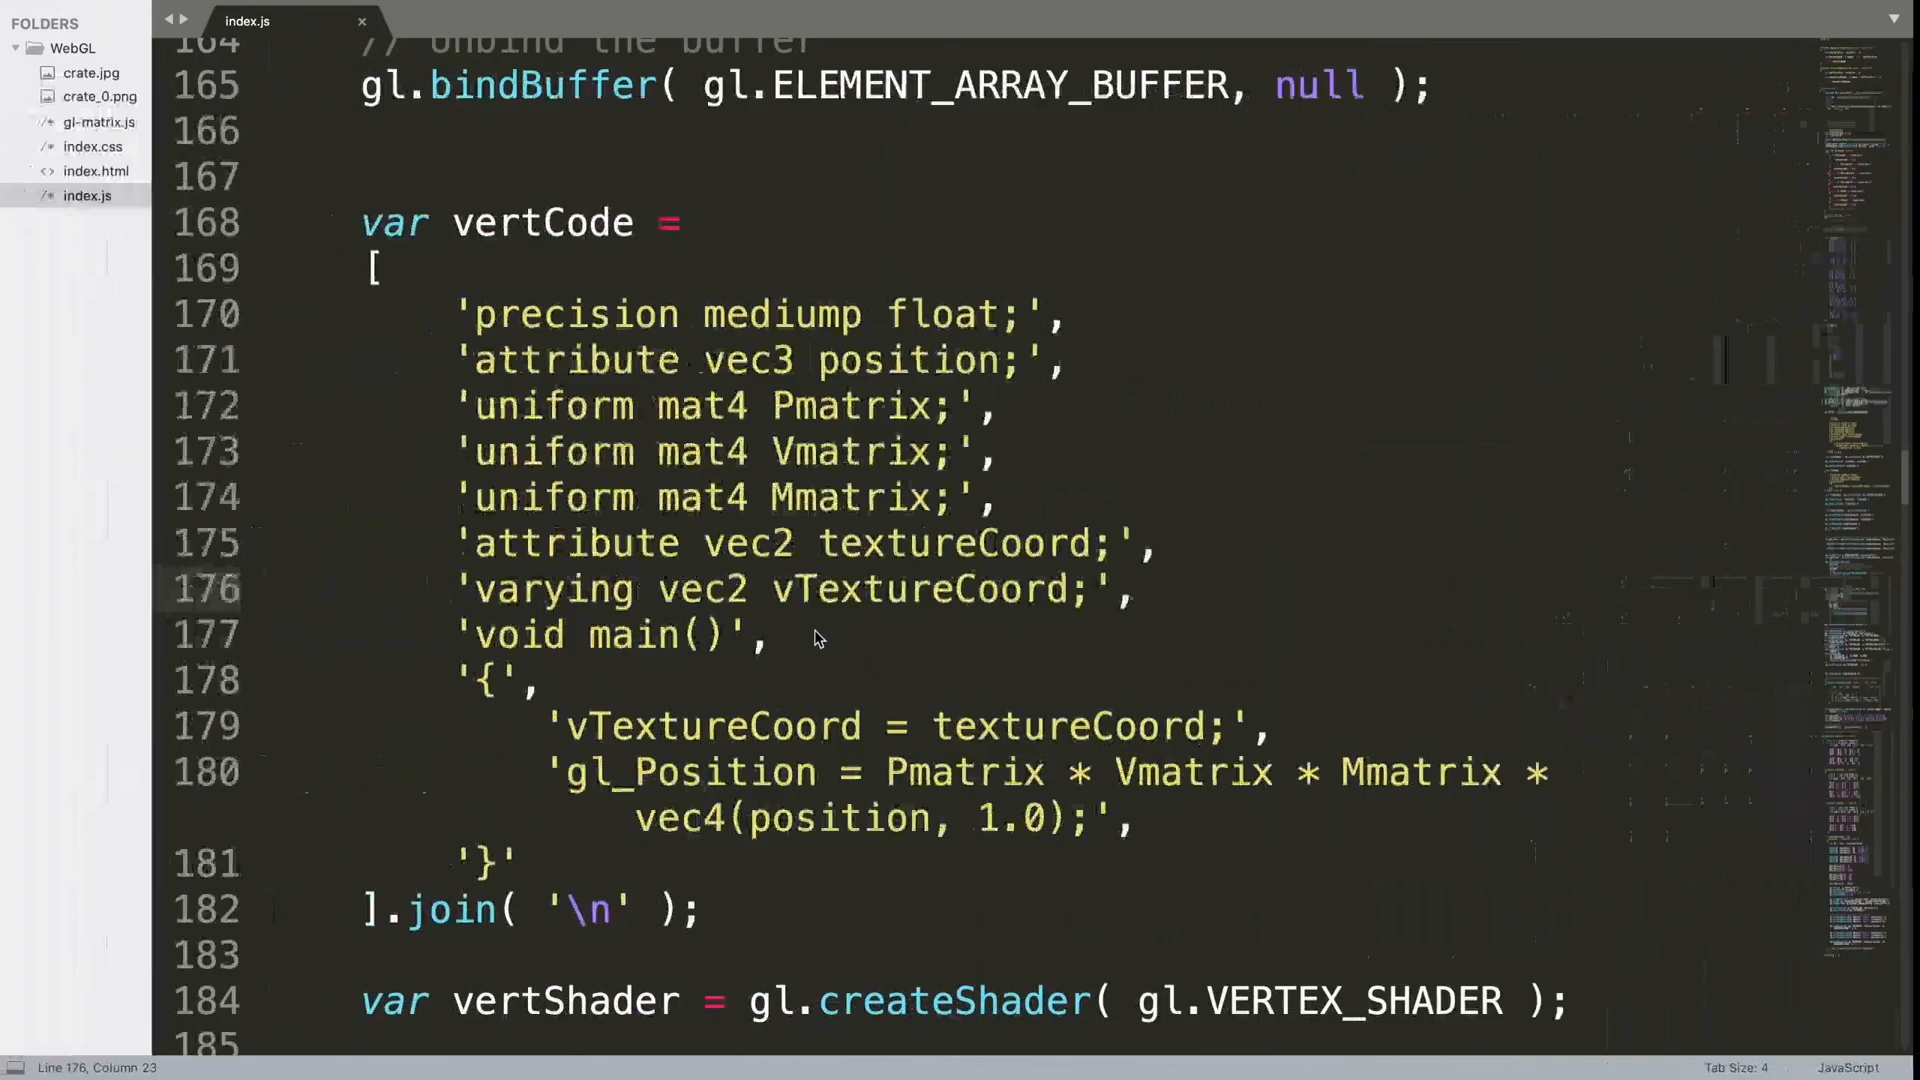 FOLDERS
WebGL
crate.jpg
crate_0.png
/* gl-matrix.js
/* index.css
<> index.html
/* index.js
index.js ×
164 // Unbind the buffer
165 gl.bindBuffer( gl.ELEMENT_ARRAY_BUFFER, null );
166
167
168 var vertCode =
169 [
170 'precision mediump float;',
171 'attribute vec3 position;',
172 'uniform mat4 Pmatrix;',
173 'uniform mat4 Vmatrix;',
174 'uniform mat4 Mmatrix;',
175 'attribute vec2 textureCoord;',
176 'varying vec2 vTextureCoord;',
177 'void main()',
178 '{',
179 'vTextureCoord = textureCoord;',
180 'gl_Position = Pmatrix * Vmatrix * Mmatrix *
vec4(position, 1.0);',
181 '}'
182 ].join( '\n' );
183
184 var vertShader = gl.createShader( gl.VERTEX_SHADER );
185
Line 176, Column 23
Tab Size: 4
JavaScript